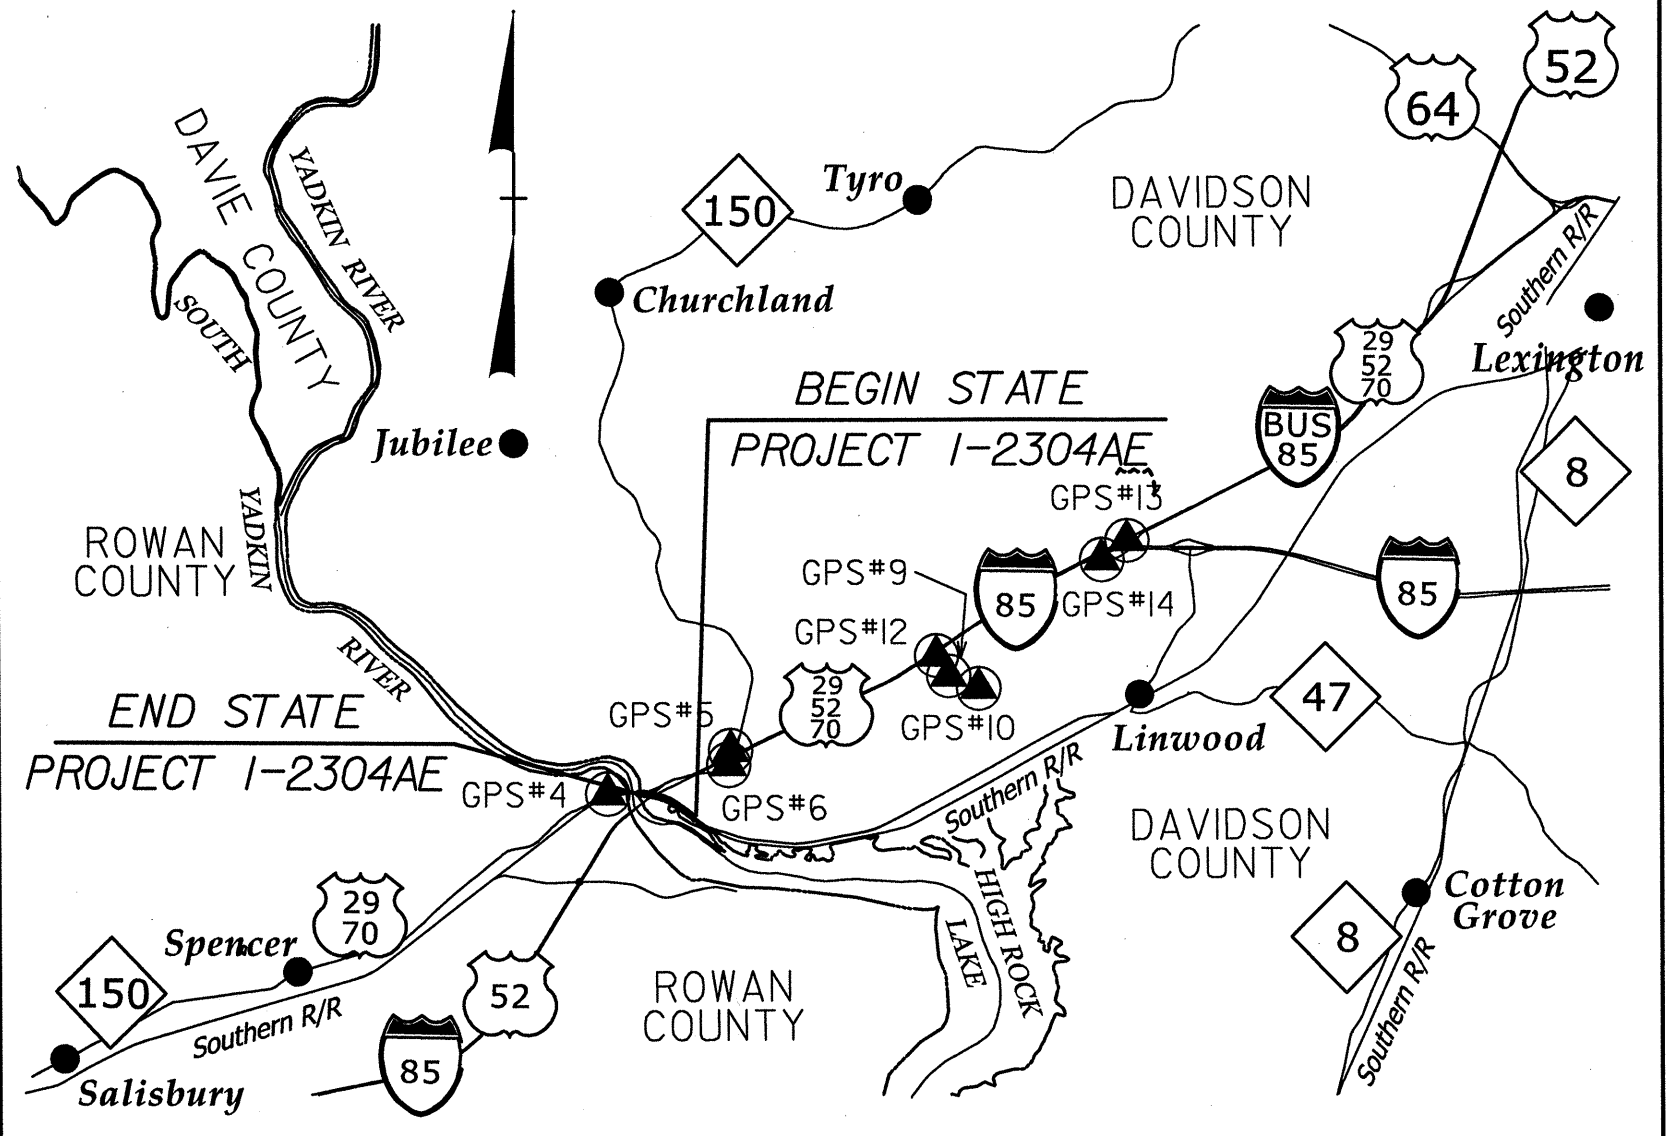 52
64
DAVIE COUNTY
YADKIN RIVER
150
Tyro
DAVIDSON
COUNTY
Southern R/R
SOUTH
YADKIN
RIVER
Churchland
Lexington
29
52
70
BUS
85
BEGIN STATE
PROJECT I-2304AE
Jubilee
8
GPS#13
ROWAN
COUNTY
GPS#9
85
GPS#14
85
GPS#12
29
52
70
GPS#10
47
Linwood
END STATE
PROJECT I-2304AE
GPS#5
GPS#4
GPS#6
Southern R/R
DAVIDSON
COUNTY
HIGH ROCK
LAKE
Cotton
Grove
8
Southern R/R
29
70
Spencer
150
Southern R/R
52
ROWAN
COUNTY
85
Salisbury